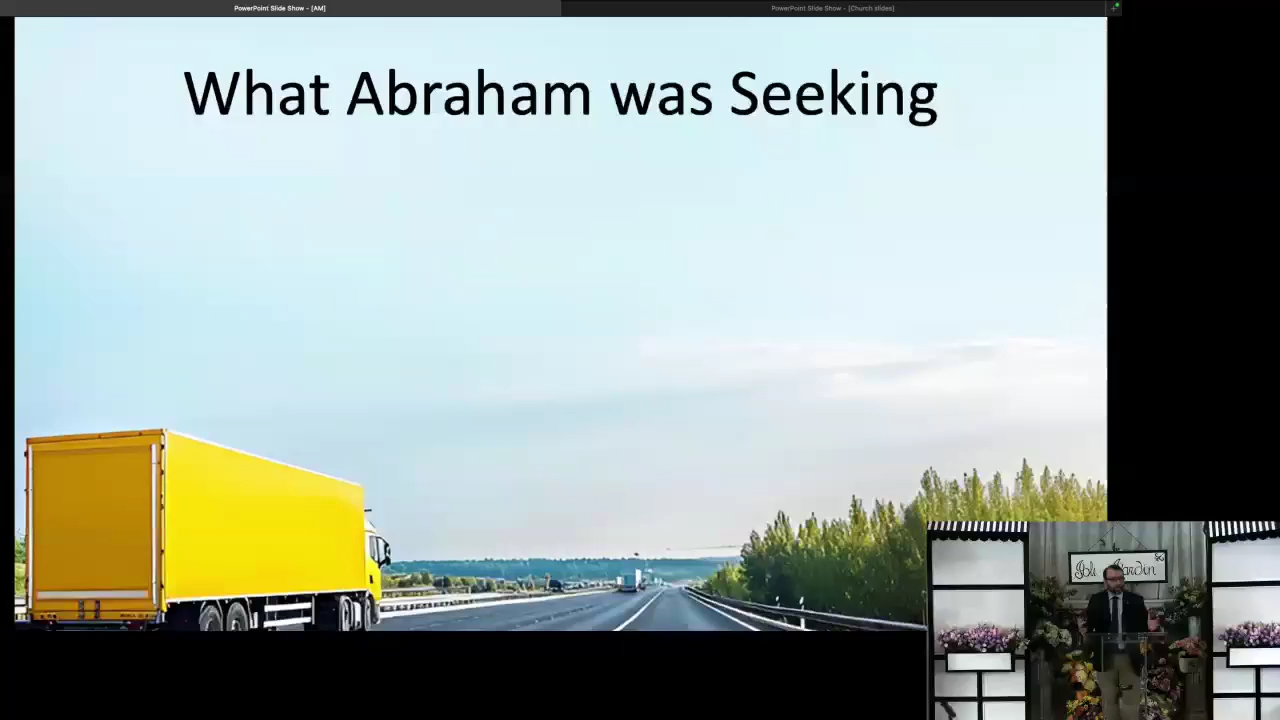 PowerPoint Slide Show - [AM]
PowerPoint Slide Show - [Church slides]
What Abraham was Seeking